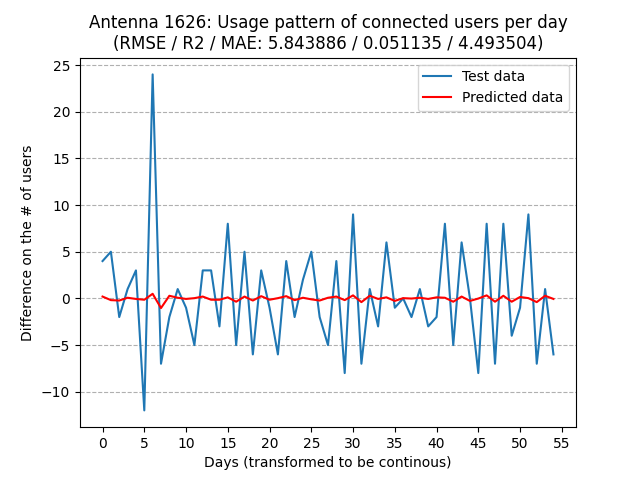 Antenna 1626: Usage pattern of connected users per day
(RMSE / R2 / MAE: 5.843886 / 0.051135 / 4.493504)
Test data
Predicted data
Difference on the # of users
25
20
15
10
5
0
−5
−10
0 5 10 15 20 25 30 35 40 45 50 55
Days (transformed to be continous)